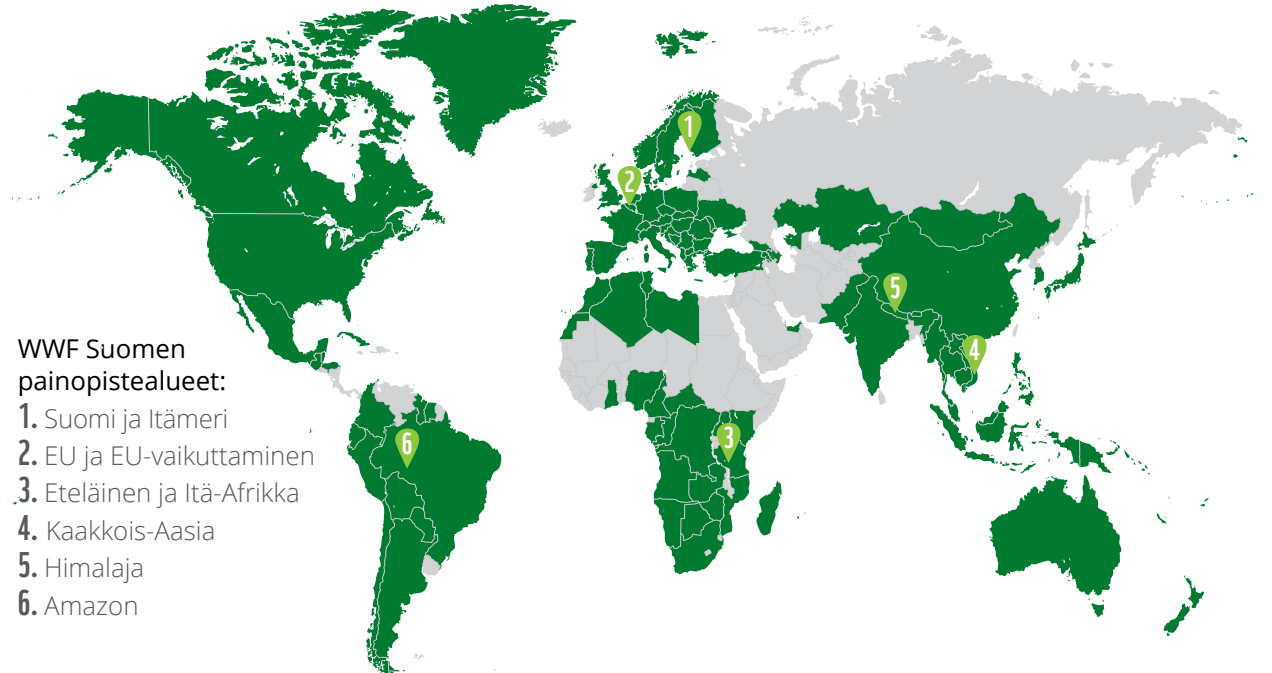 WWF Suomen
painopistealueet:
1. Suomi ja Itämeri
2. EU ja EU-vaikuttaminen
3. Eteläinen ja Itä-Afrikka
4. Kaakkois-Aasia
5. Himalaja
6. Amazon
1
2
5
4
3
6